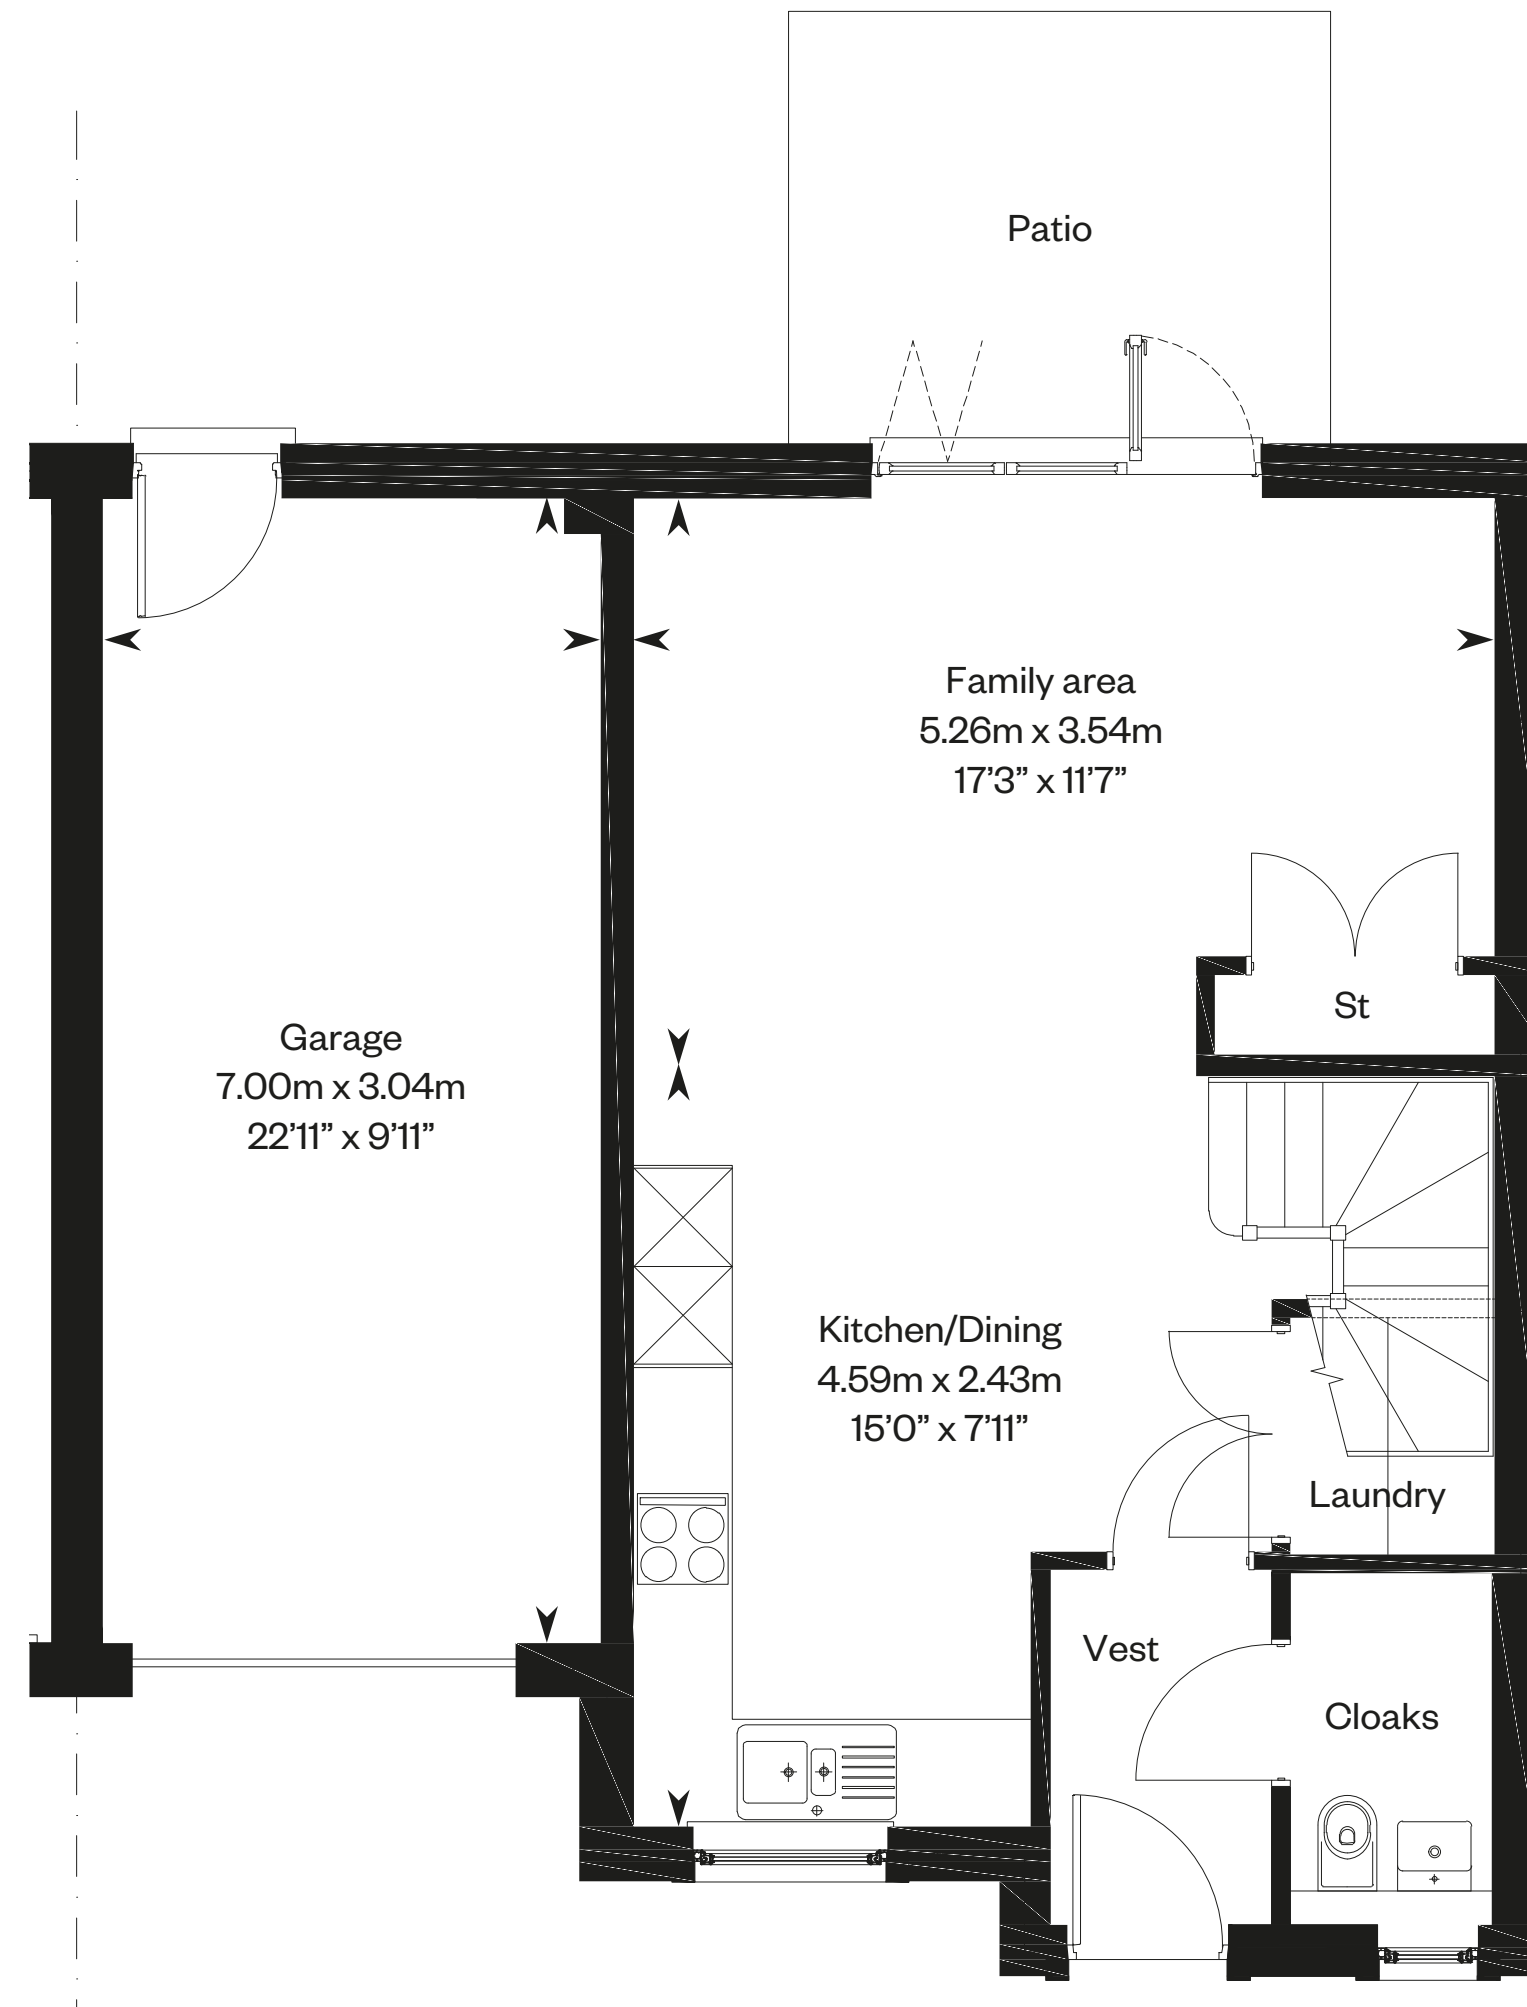 Patio
Family area
5.26m x 3.54m
17’3” x 11’7”
St
Garage
7.00m x 3.04m
22’11” x 9’11”
Kitchen/Dining
4.59m x 2.43m
15’0” x 7’11”
Laundry
Vest
Cloaks